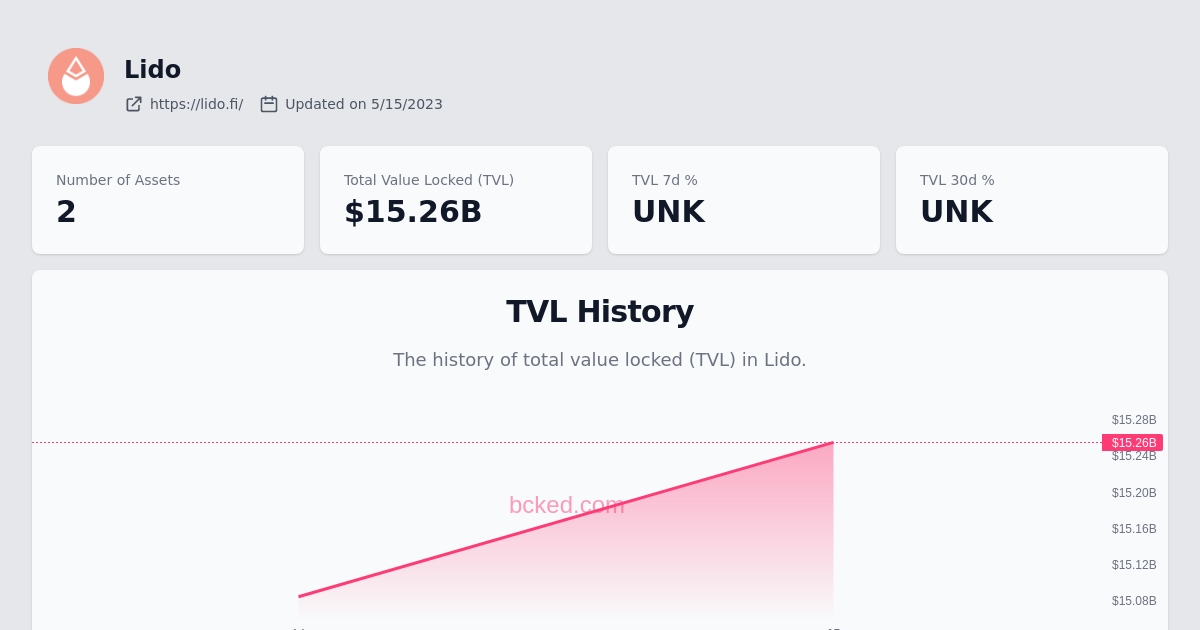 Lido
https://lido.fi/ Updated on 5/15/2023
Number of Assets
2
Total Value Locked (TVL)
$15.26B
TVL 7d %
UNK
TVL 30d %
UNK
TVL History
The history of total value locked (TVL) in Lido.
$15.28B
$15.26B
$15.24B
bcked.com
$15.20B
$15.16B
$15.12B
$15.08B